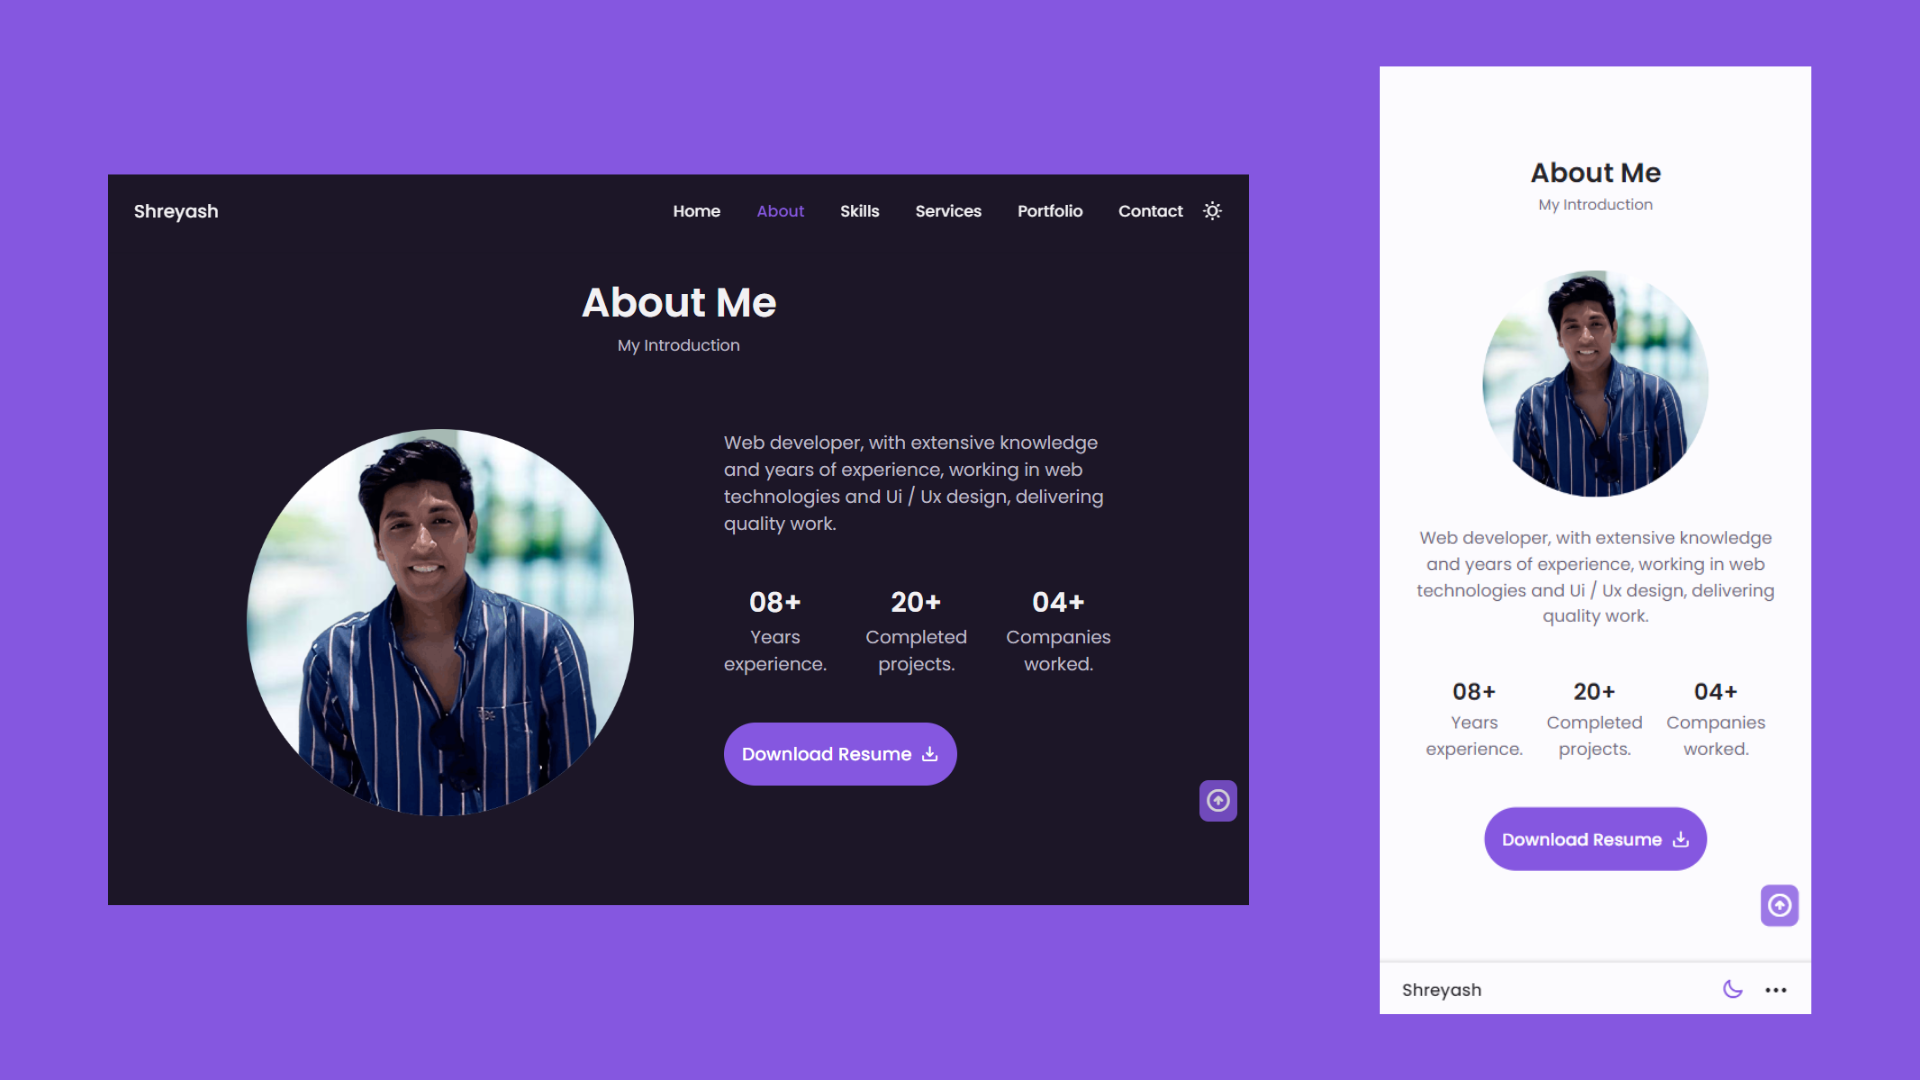 Shreyash
Home About Skills Services Portfolio Contact
About Me
My Introduction
Web developer, with extensive knowledge
and years of experience, working in web
technologies and Ui / Ux design, delivering
quality work.
08+ 20+ 04+
Years Completed Companies
experience. projects. worked.
Download Resume
About Me
My Introduction
Web developer, with extensive knowledge
and years of experience, working in web
technologies and Ui / Ux design, delivering
quality work.
08+ 20+ 04+
Years Completed Companies
experience. projects. worked.
Download Resume
Shreyash